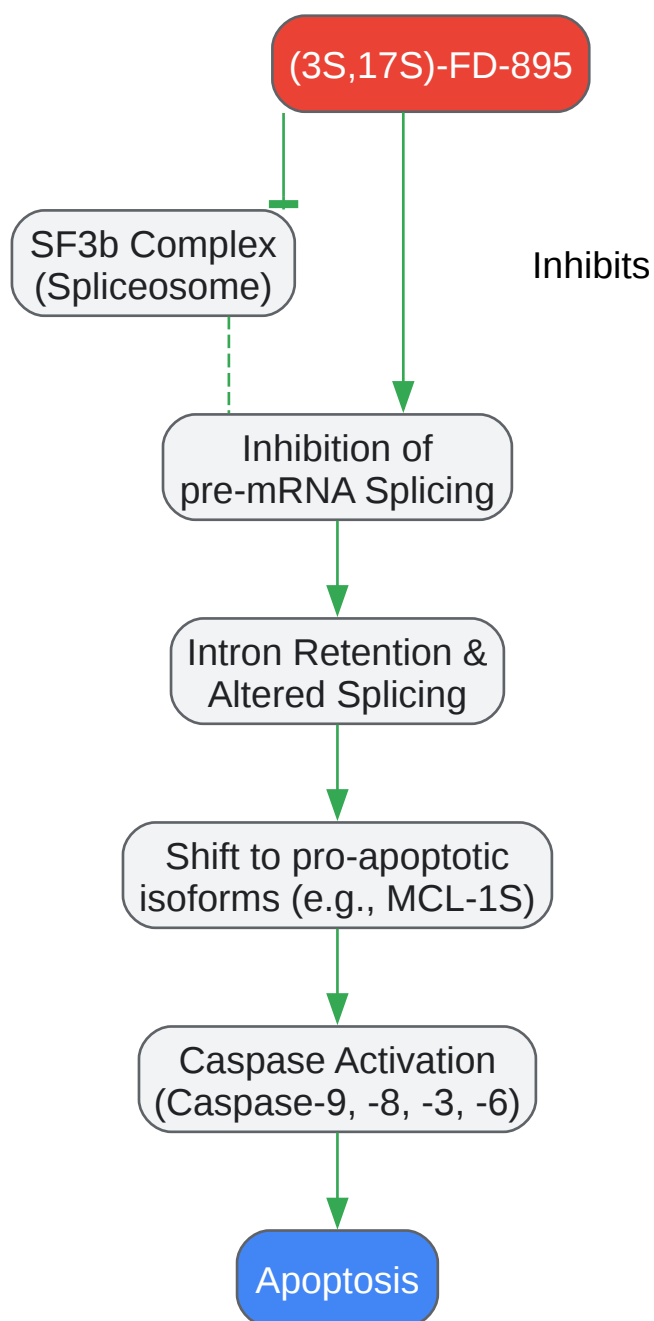 (3S,17S)-FD-895
SF3b Complex
(Spliceosome)
Inhibits
Inhibition of
pre-mRNA Splicing
Intron Retention &
Altered Splicing
Shift to pro-apoptotic
isoforms (e.g., MCL-1S)
Caspase Activation
(Caspase-9, -8, -3, -6)
Apoptosis